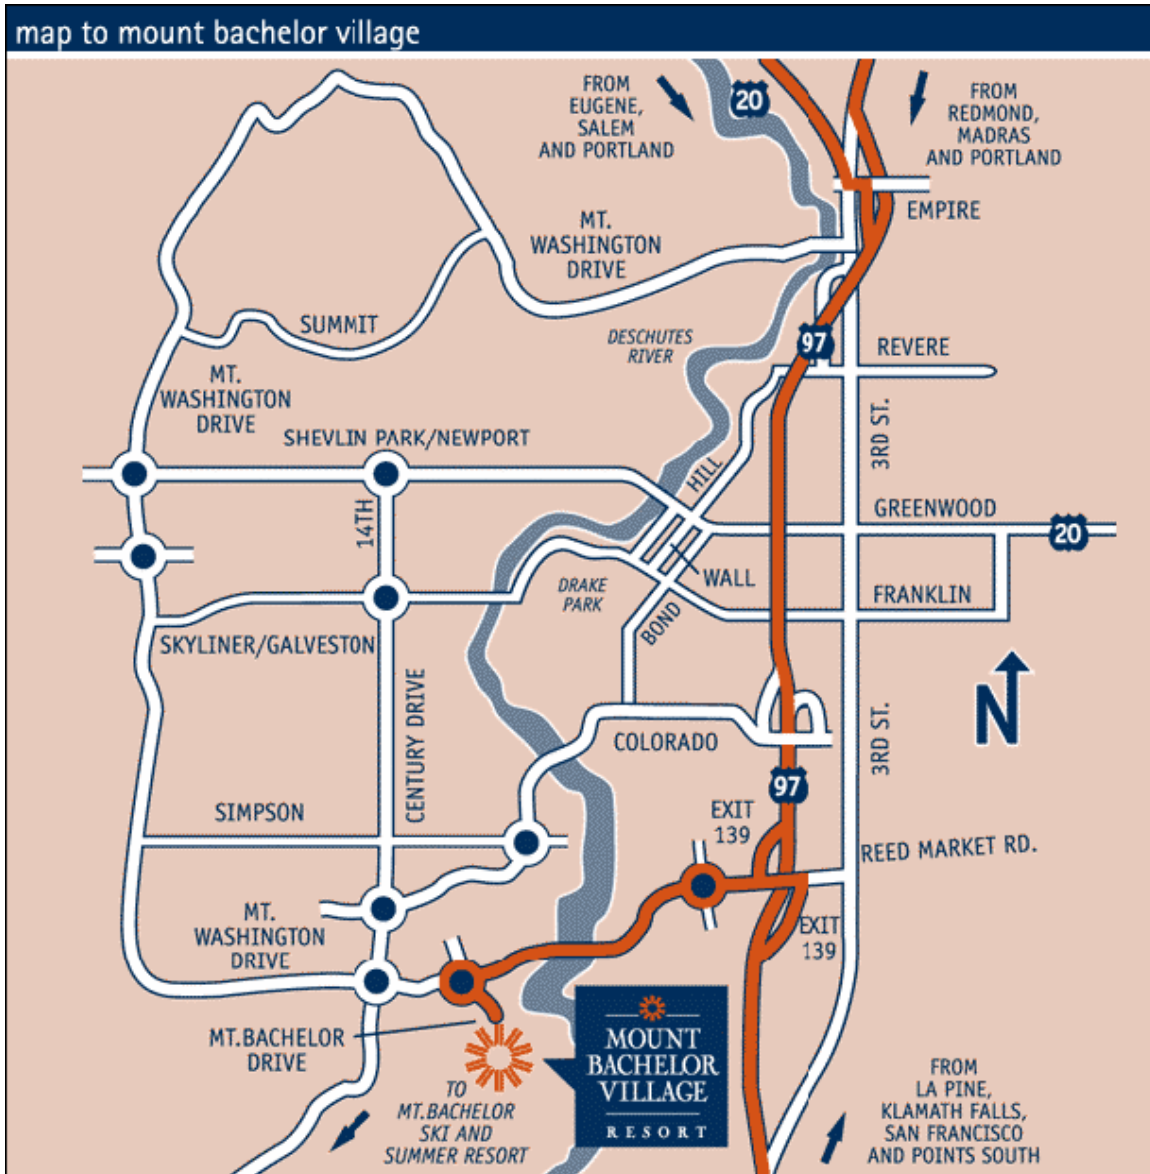 map to mount bachelor village
FROM
EUGENE,
SALEM
AND PORTLAND
20
FROM
REDMOND,
MADRAS
AND PORTLAND
EMPIRE
MT.
WASHINGTON
DRIVE
SUMMIT
DESCHUTES
RIVER
97
REVERE
MT.
WASHINGTON
DRIVE
3RD ST.
SHEVLIN PARK/NEWPORT
HILL
14TH
GREENWOOD
20
WALL
DRAKE
PARK
FRANKLIN
BOND
SKYLINER/GALVESTON
N
CENTURY DRIVE
3RD ST.
COLORADO
97
SIMPSON
EXIT
139
REED MARKET RD.
MT.
WASHINGTON
DRIVE
EXIT
139
MT.BACHELOR
DRIVE
MOUNT
BACHELOR
VILLAGE
RESORT
TO
MT.BACHELOR
SKI AND
SUMMER RESORT
FROM
LA PINE,
KLAMATH FALLS,
SAN FRANCISCO
AND POINTS SOUTH